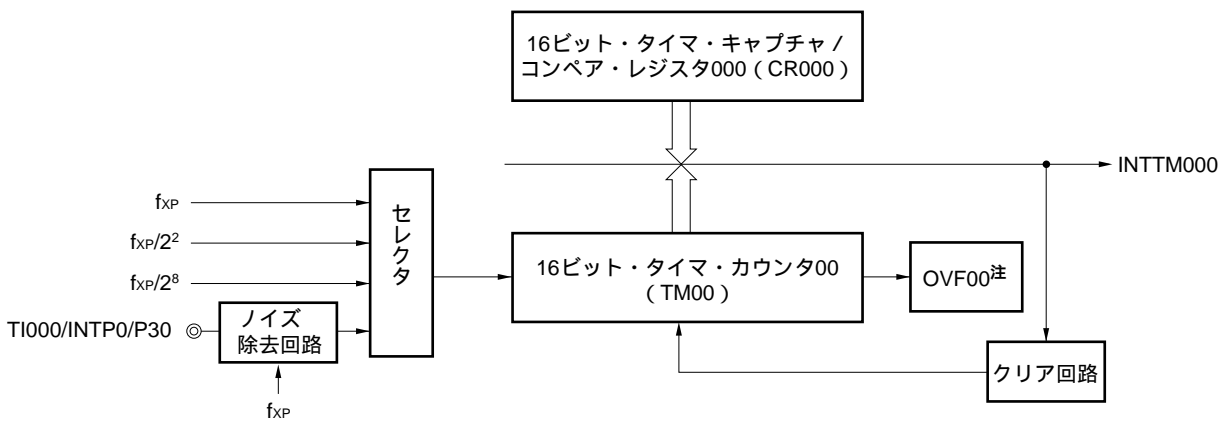 16ビット・タイマ・キャプチャ /
コンペア・レジスタ000 ( CR000 )
INTTM000
fXP
fXP/2²
fXP/2⁸
TI000/INTP0/P30
ノイズ
除去回路
fXP
セレクタ
16ビット・タイマ・カウンタ00
( TM00 )
OVF00注
クリア回路